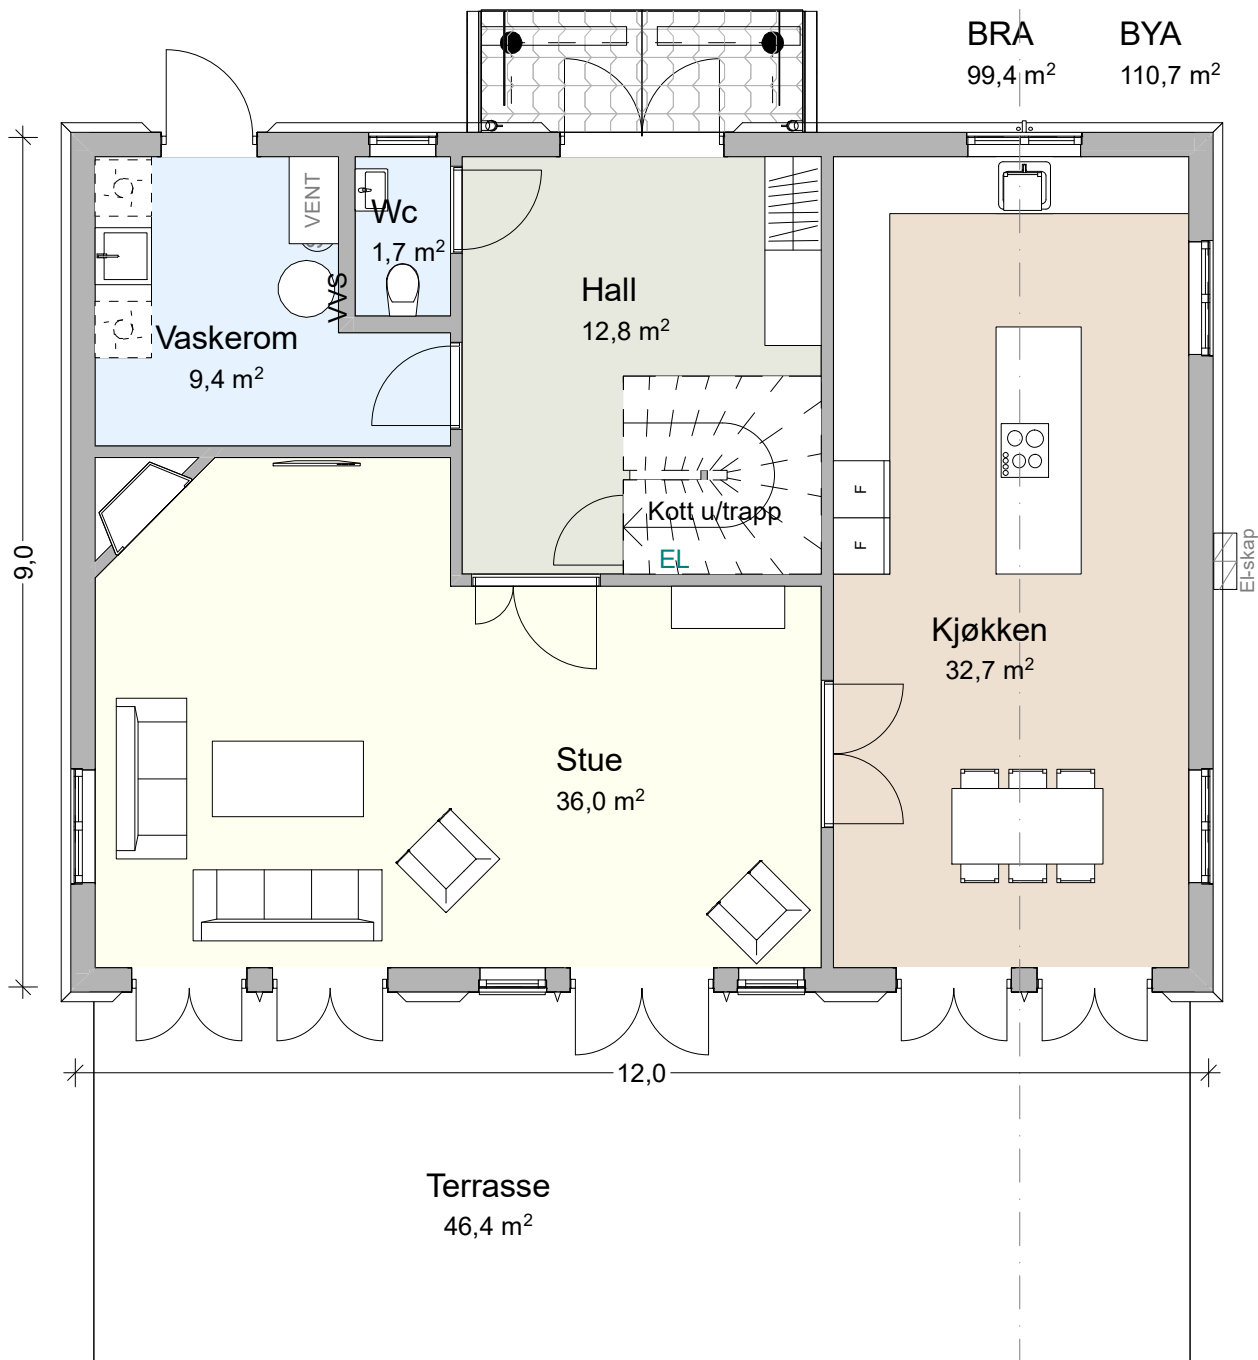 BRA
99,4 m²
BYA
110,7 m²
VENT
Wc
1,7 m²
VVS
Vaskerom
9,4 m²
Hall
12,8 m²
Kott u/trapp
EL
F
F
El-skap
9,0
Kjøkken
32,7 m²
Stue
36,0 m²
12,0
Terrasse
46,4 m²